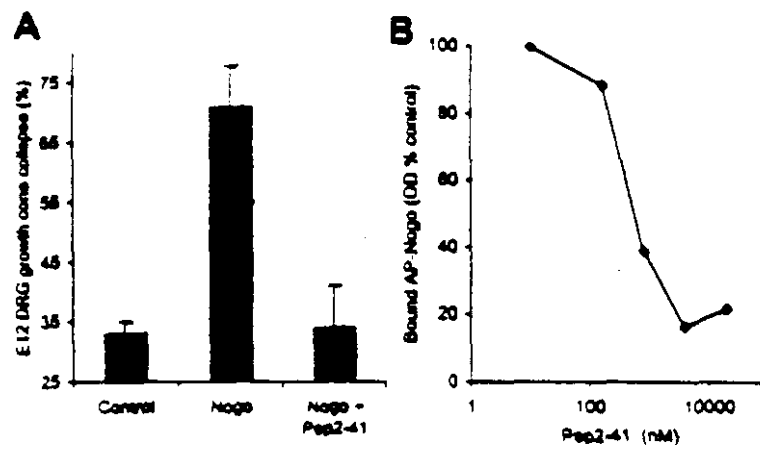 A
E12 DRG growth cone collapse (%)
75
65
55
45
35
25
Control
Nogo
Nogo +
Pep2-41
B
Bound AP-Nogo (OD % control)
100
80
60
40
20
0
1
100
10000
Pep2-41 (nM)